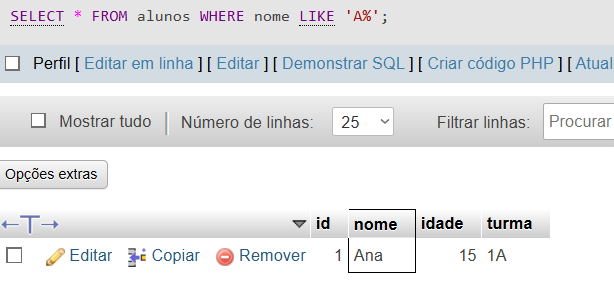 SELECT * FROM alunos WHERE nome LIKE 'A%';
Perfil [ Editar em linha ] [ Editar ] [ Demonstrar SQL ] [ Criar código PHP ] [ Atual
Mostrar tudo Número de linhas: 25 Filtrar linhas: Procurar
Opções extras
id nome idade turma
Editar Copiar Remover 1 Ana 15 1A